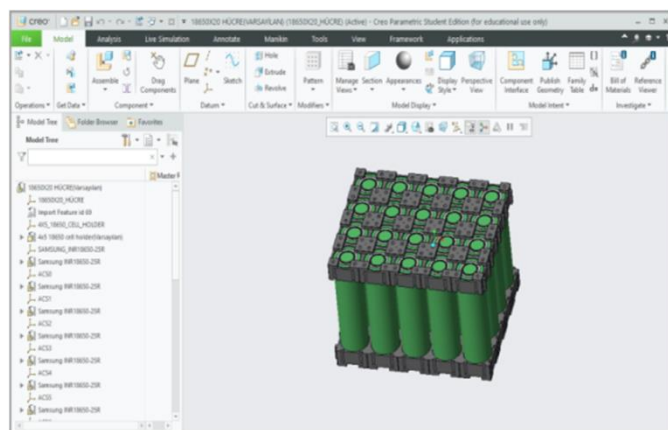 creo
18650X20 HÜCRE(VARSAYILAN) (18650X20_HÜCRE) (Active) - Creo Parametric Student Edition (for educational use only)
File Model Analysis Live Simulation Annotate Manikin Tools View Framework Applications
Assemble Drag Components Plane Sketch Hole Extrude Revolve Pattern Manage Views Section Appearances Display Style Perspective View Component Interface Publish Geometry Family Table Bill of Materials Reference Viewer
Operations Get Data Component Datum Cut & Surface Modifiers Model Display Model Intent Investigate
Model Tree Folder Browser Favorites
Model Tree
Master R
18650X20 HÜCRE(Varsayılan)
18650X20_HÜCRE
Import Feature id 69
4X5_18650_CELL_HOLDER
4x5 18650 cell holder(Varsayılan)
SAMSUNG_INR18650-25R
Samsung INR18650-25R
ACS0
Samsung INR18650-25R
ACS1
Samsung INR18650-25R
ACS2
Samsung INR18650-25R
ACS3
Samsung INR18650-25R
ACS4
Samsung INR18650-25R
ACS5
Samsung INR18650-25R